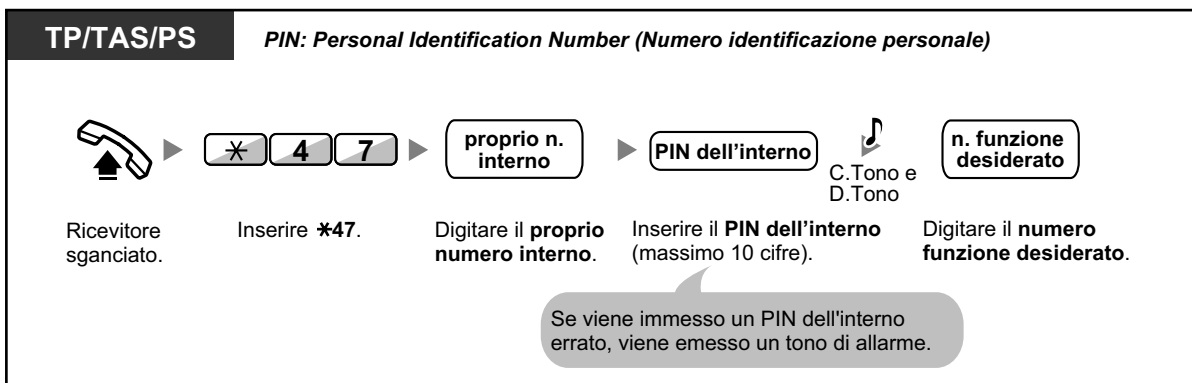 TP/TAS/PS
PIN: Personal Identification Number (Numero identificazione personale)
* 4 7
proprio n.
interno
PIN dell'interno
C.Tono e
D.Tono
n. funzione
desiderato
Ricevitore
sganciato.
Inserire *47.
Digitare il proprio
numero interno.
Inserire il PIN dell'interno
(massimo 10 cifre).
Digitare il numero
funzione desiderato.
Se viene immesso un PIN dell'interno
errato, viene emesso un tono di allarme.